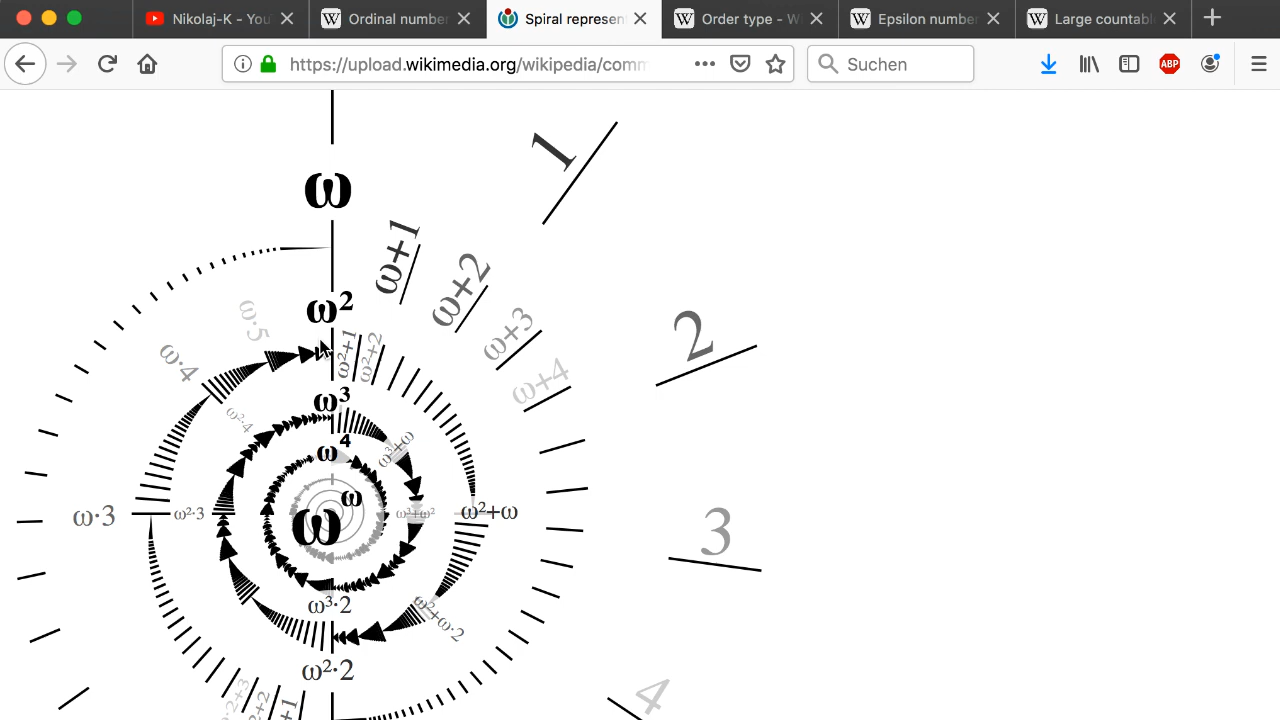 Nikolaj-K - You
Ordinal number
Spiral represen
Order type - W
Epsilon number
Large countabl
https://upload.wikimedia.org/wikipedia/comm
Suchen
ABP
1
ω
ω+1
ω+2
ω+3
ω+4
2
ω²
ω·5
ω²+1
ω²+2
ω·4
ω³
ω²·4
ω⁴
ω³+ω
ω^ω
ω·3
ω²·3
ω³+ω²
ω²+ω
3
ω³·2
ω²+ω·2
ω²·2
4